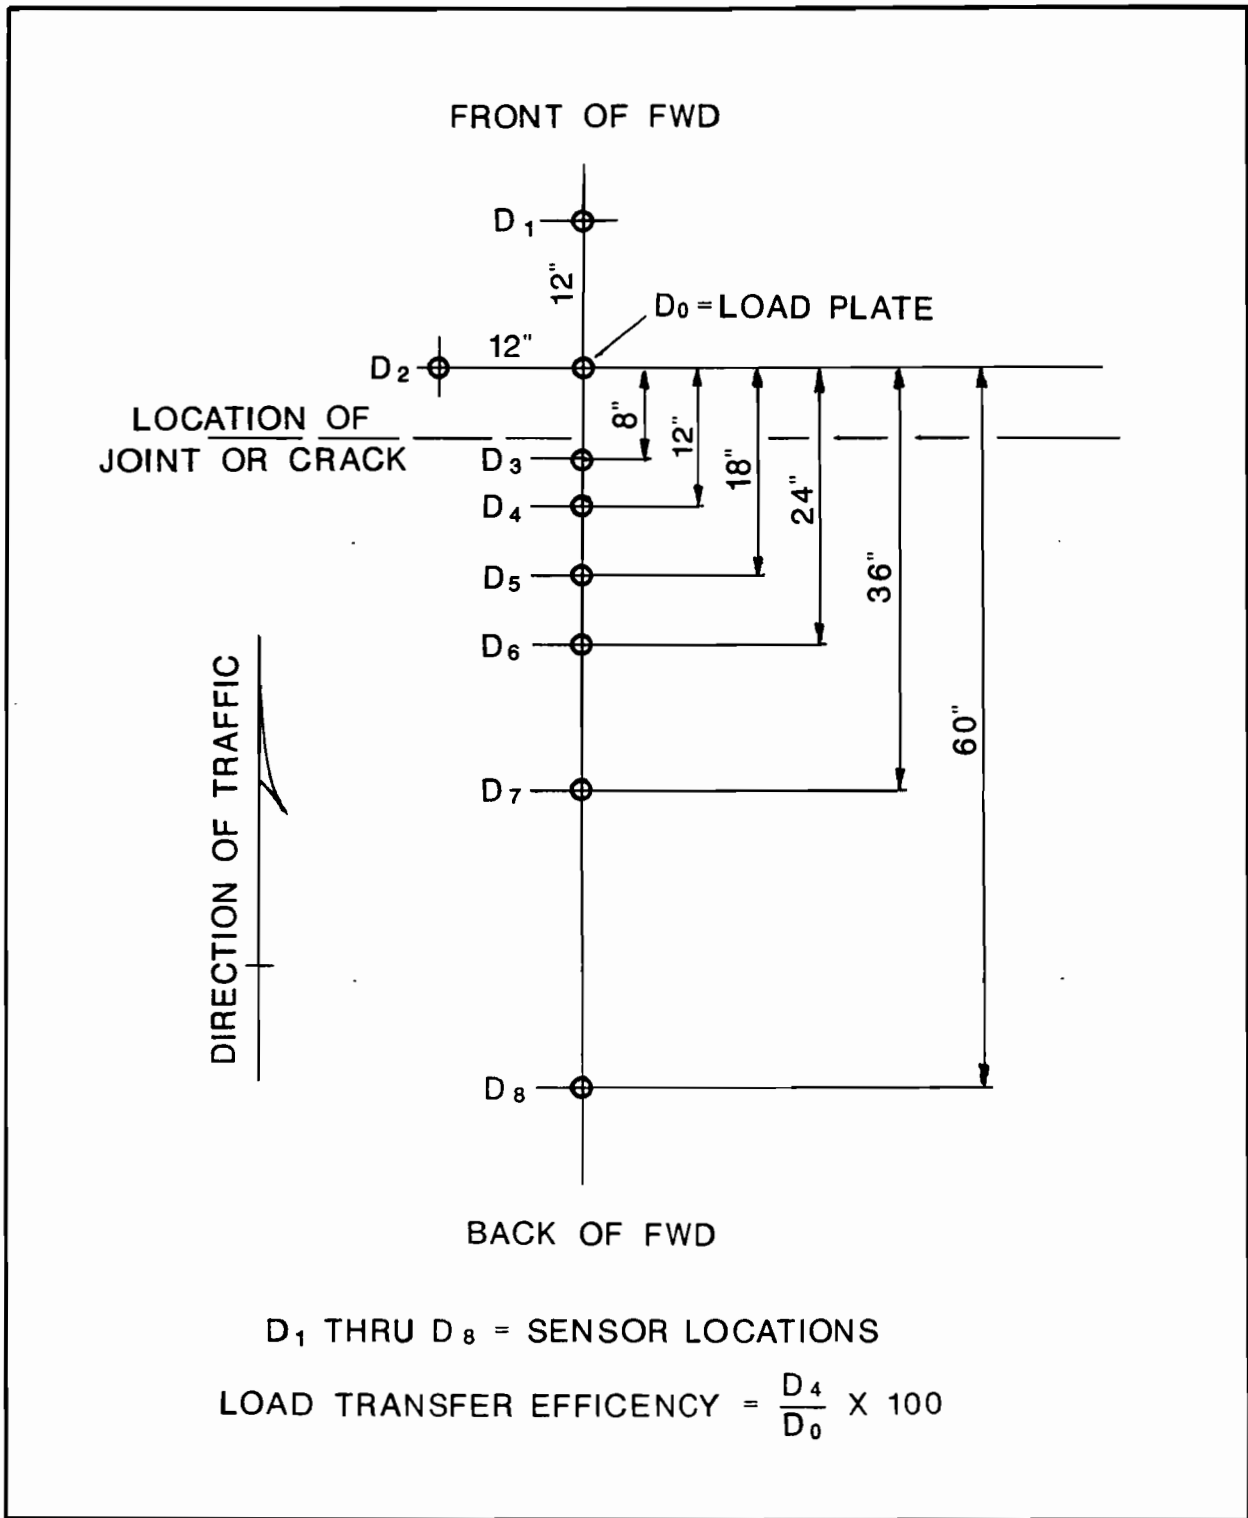 FRONT OF FWD
D₁
12"
D₀ = LOAD PLATE
12"
D₂
LOCATION OF
JOINT OR CRACK
8"
12"
18"
24"
36"
60"
D₃
D₄
D₅
D₆
D₇
D₈
DIRECTION OF TRAFFIC
BACK OF FWD
D₁ THRU D₈ = SENSOR LOCATIONS
LOAD TRANSFER EFFICENCY = D₄/D₀ X 100